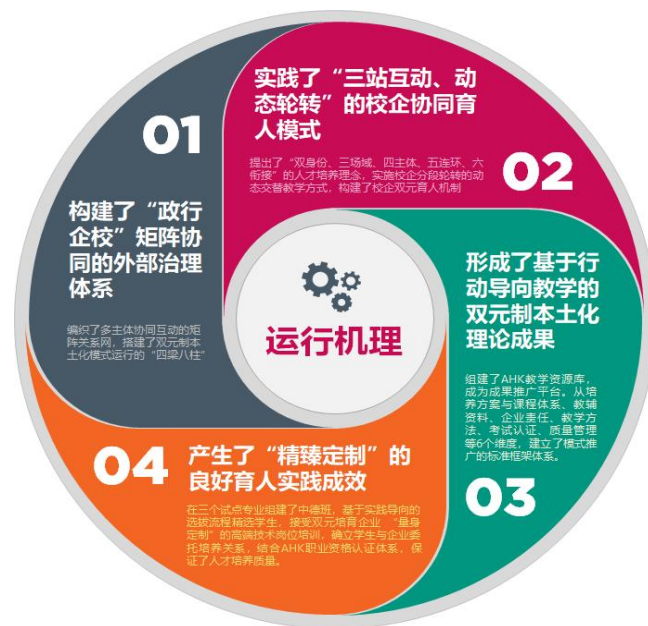 01
构建了“政行
企校”矩阵协
同的外部治理
体系
编织了多主体协同互动的矩
阵关系网，搭建了双元制本
土化模式运行的“四梁八柱”
实践了“三站互动、动
态轮转”的校企协同育
人模式
提出了“双身份、三场域、四主体、五连环、六
衔接”的人才培养理念，实施校企分段轮转的动
态交替教学方式，构建了校企双元育人机制
02
形成了基于行
动导向教学的
双元制本土化
理论成果
组建了AHK教学资源库，
成为成果推广平台。从培
养方案与课程体系、教辅
资料、企业责任、教学方
法、考试认证、质量管理
等6个维度，建立了模式推
广的标准框架体系。
03
04
产生了“精臻定制”的
良好育人实践成效
在三个试点专业组建了中德班，基于实践导向的
选拔流程精选学生，接受双元培育企业 “量身
定制”的高端技术岗位培训，确立学生与企业委
托培养关系，结合AHK职业资格认证体系，保
证了人才培养质量。
运行机理